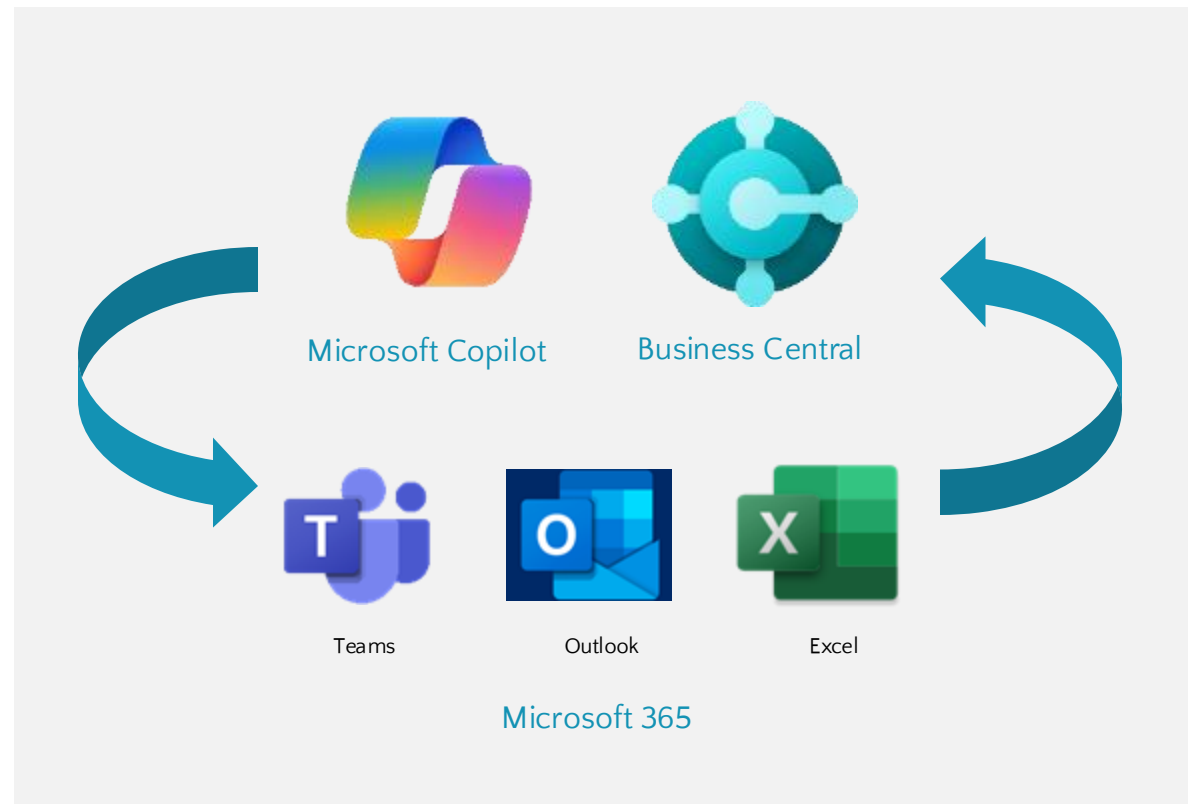 Microsoft Copilot
Business Central
T
O
X
Teams
Outlook
Excel
Microsoft 365